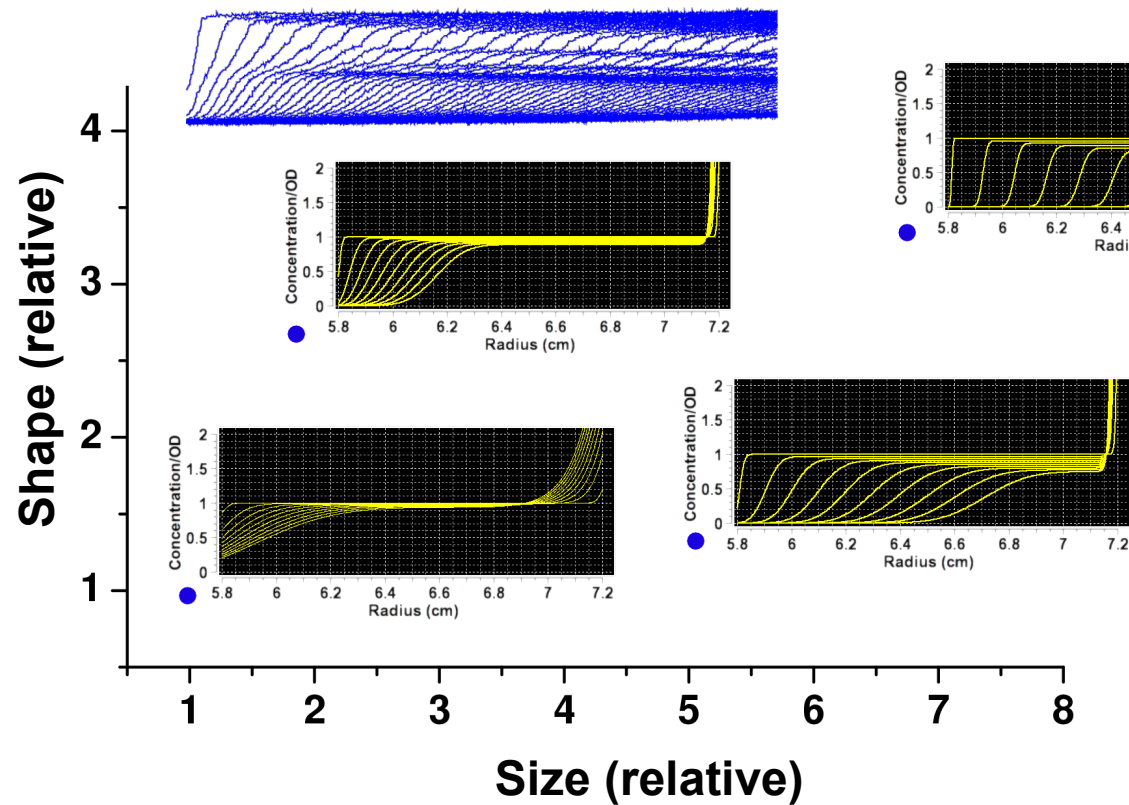 Shape (relative)
4
3
2
1
1 2 3 4 5 6 7 8
Size (relative)
Concentration/OD
2
1.5
1
0.5
0
5.8 6 6.2 6.4 6.6 6.8 7 7.2
Radius (cm)
Concentration/OD
2
1.5
1
0.5
0
5.8 6 6.2 6.4
Radi
Concentration/OD
2
1.5
1
0.5
0
5.8 6 6.2 6.4 6.6 6.8 7 7.2
Radius (cm)
Concentration/OD
2
1.5
1
0.5
0
5.8 6 6.2 6.4 6.6 6.8 7 7.2
Radius (cm)